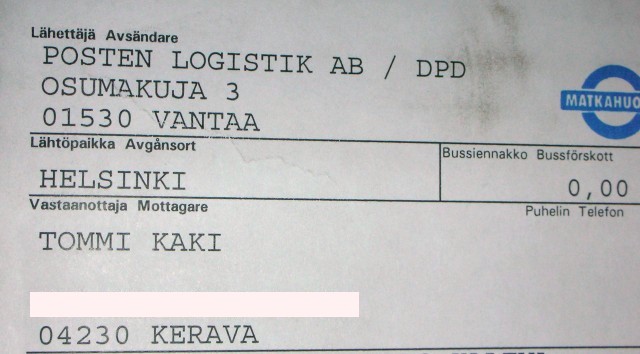 Lähettäjä Avsändare
POSTEN LOGISTIK AB / DPD
OSUMAKUJA 3
01530 VANTAA
MATKAHUO
Lähtöpaikka Avgånsort
Bussiennakko Bussförskott
HELSINKI
0,00
Vastaanottaja Mottagare
Puhelin Telefon
TOMMI KAKI
04230 KERAVA